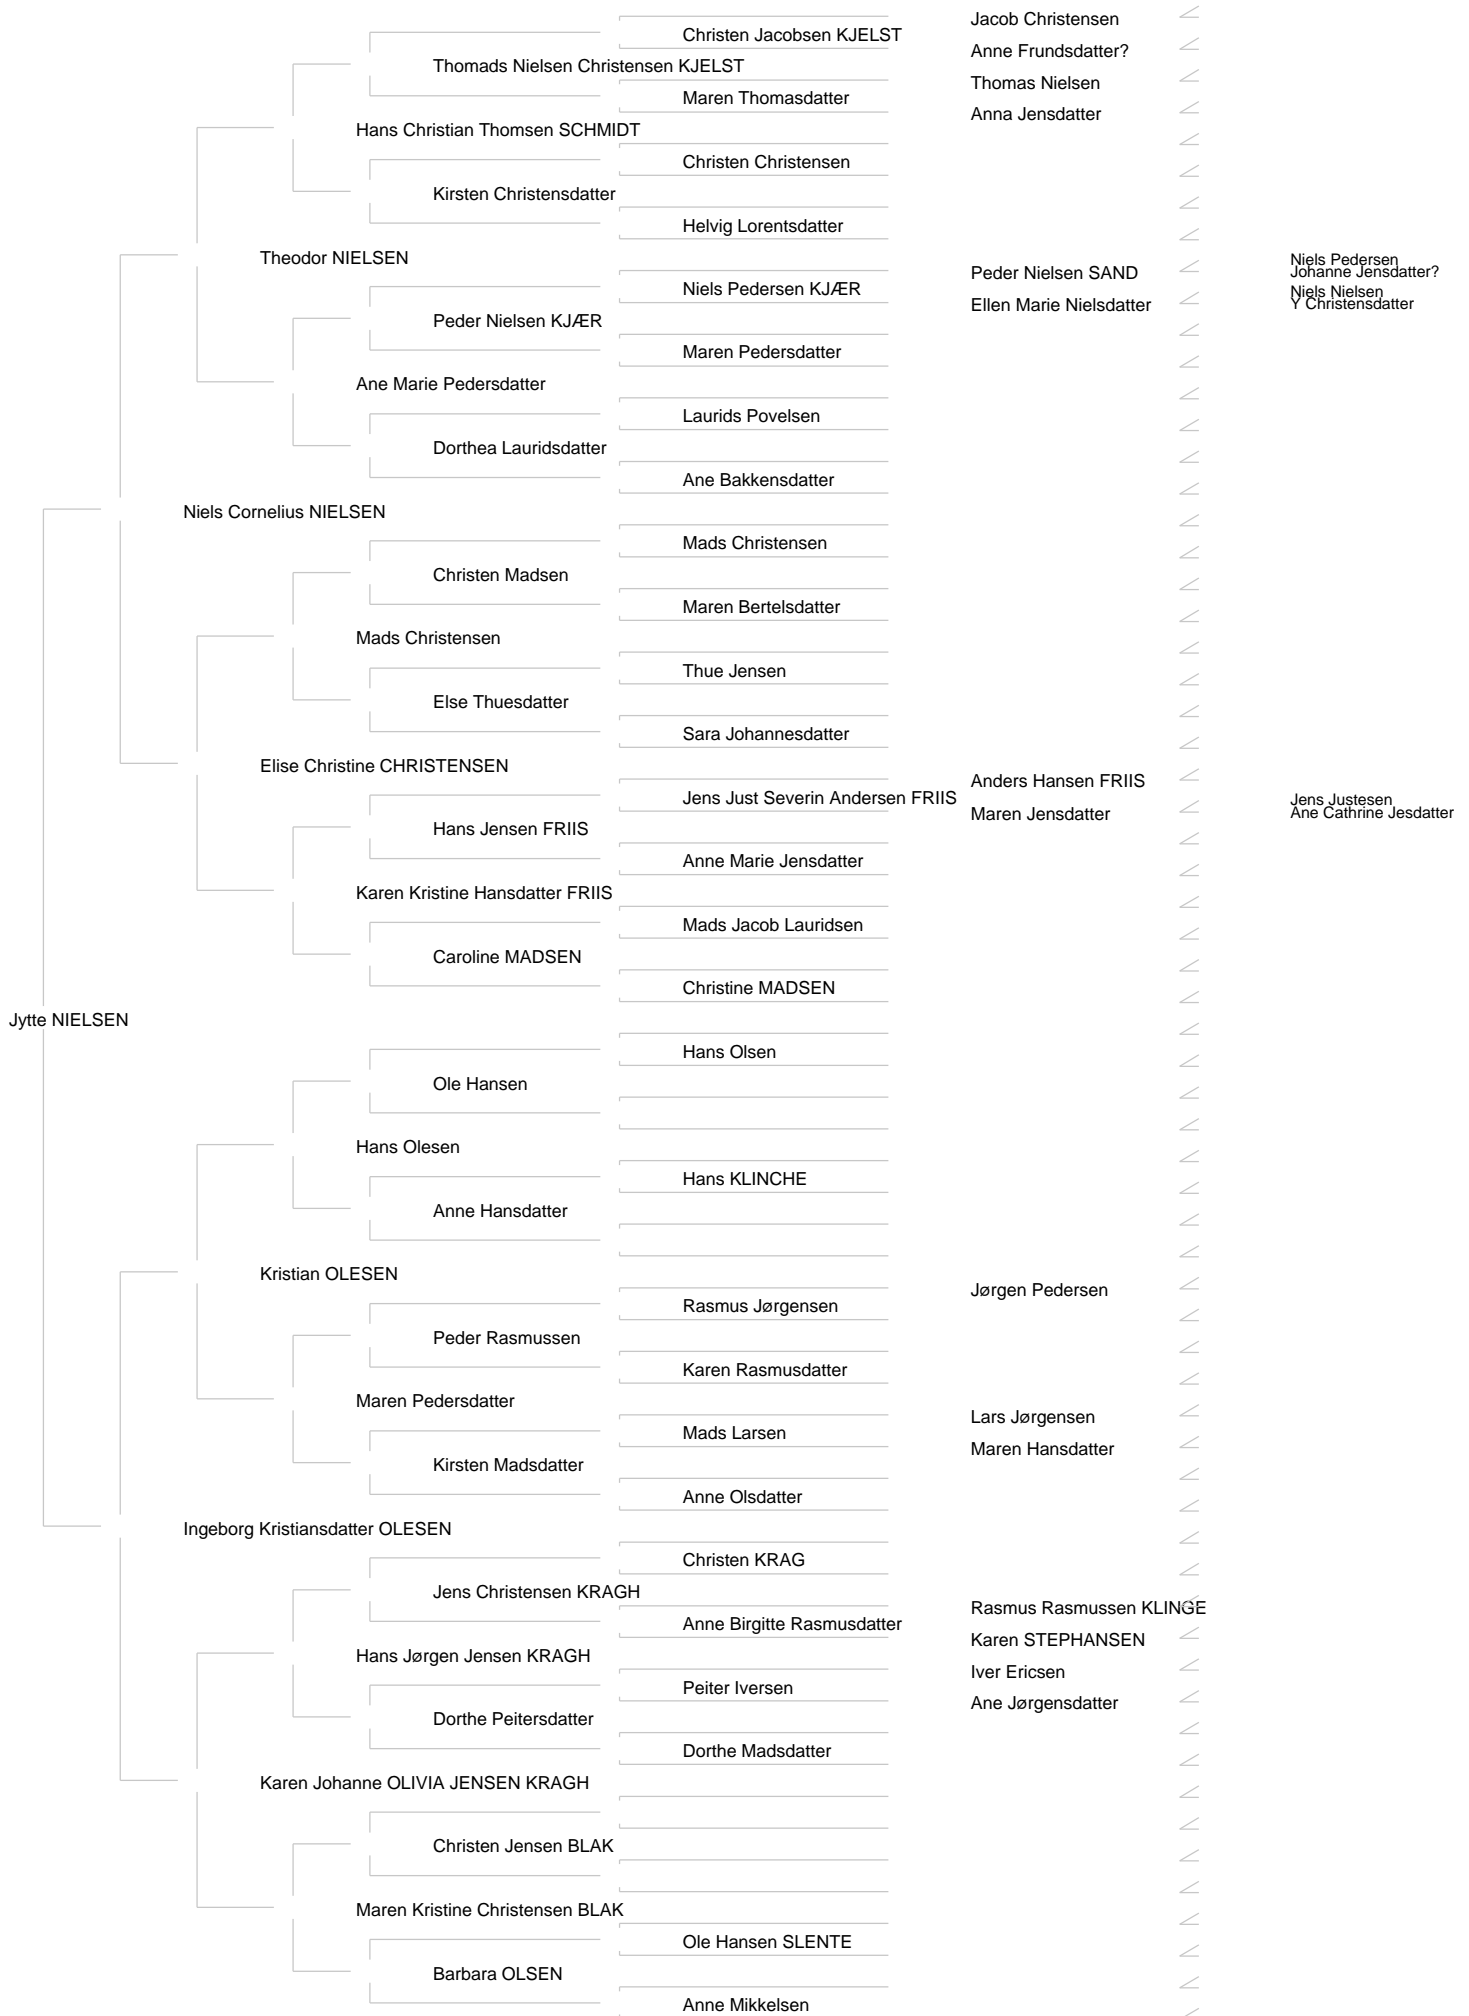 Jacob Christensen
Christen Jacobsen KJELST
Anne Frundsdatter?
Thomads Nielsen Christensen KJELST
Thomas Nielsen
Maren Thomasdatter
Anna Jensdatter
Hans Christian Thomsen SCHMIDT
Christen Christensen
Kirsten Christensdatter
Helvig Lorentsdatter
Theodor NIELSEN
Niels Pedersen
Peder Nielsen SAND
Johanne Jensdatter?
Niels Pedersen KJÆR
Niels Nielsen
Ellen Marie Nielsdatter
Y Christensdatter
Peder Nielsen KJÆR
Maren Pedersdatter
Ane Marie Pedersdatter
Laurids Povelsen
Dorthea Lauridsdatter
Ane Bakkensdatter
Niels Cornelius NIELSEN
Mads Christensen
Christen Madsen
Maren Bertelsdatter
Mads Christensen
Thue Jensen
Else Thuesdatter
Sara Johannesdatter
Elise Christine CHRISTENSEN
Anders Hansen FRIIS
Jens Just Severin Andersen FRIIS
Jens Justesen
Maren Jensdatter
Ane Cathrine Jesdatter
Hans Jensen FRIIS
Anne Marie Jensdatter
Karen Kristine Hansdatter FRIIS
Mads Jacob Lauridsen
Caroline MADSEN
Christine MADSEN
Jytte NIELSEN
Hans Olsen
Ole Hansen
Hans Olesen
Hans KLINCHE
Anne Hansdatter
Kristian OLESEN
Jørgen Pedersen
Rasmus Jørgensen
Peder Rasmussen
Karen Rasmusdatter
Maren Pedersdatter
Lars Jørgensen
Mads Larsen
Maren Hansdatter
Kirsten Madsdatter
Anne Olsdatter
Ingeborg Kristiansdatter OLESEN
Christen KRAG
Jens Christensen KRAGH
Rasmus Rasmussen KLINGE
Anne Birgitte Rasmusdatter
Karen STEPHANSEN
Hans Jørgen Jensen KRAGH
Iver Ericsen
Peiter Iversen
Ane Jørgensdatter
Dorthe Peitersdatter
Dorthe Madsdatter
Karen Johanne OLIVIA JENSEN KRAGH
Christen Jensen BLAK
Maren Kristine Christensen BLAK
Ole Hansen SLENTE
Barbara OLSEN
Anne Mikkelsen